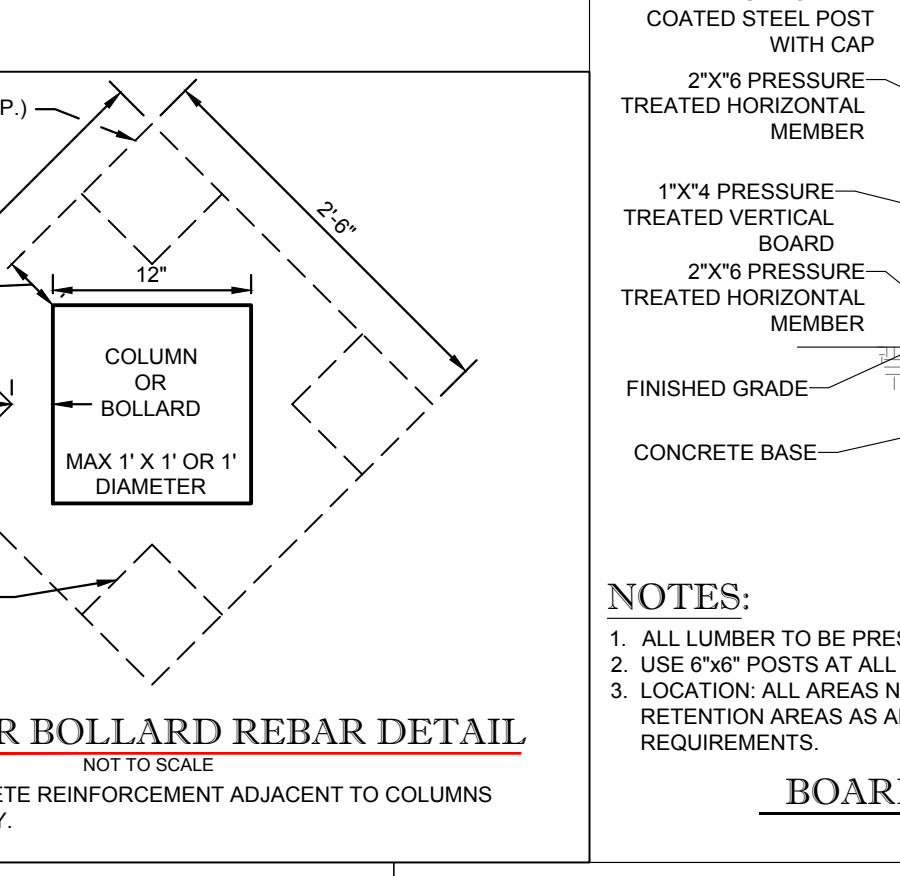 P.)
2'-6"
12"
COLUMN
OR
BOLLARD
MAX 1' X 1' OR 1'
DIAMETER
R BOLLARD REBAR DETAIL
NOT TO SCALE
ETE REINFORCEMENT ADJACENT TO COLUMNS
Y.
COATED STEEL POST
WITH CAP
2"X"6 PRESSURE
TREATED HORIZONTAL
MEMBER
1"X"4 PRESSURE
TREATED VERTICAL
BOARD
2"X"6 PRESSURE
TREATED HORIZONTAL
MEMBER
FINISHED GRADE
CONCRETE BASE
NOTES:
1. ALL LUMBER TO BE PRES
2. USE 6"x6" POSTS AT ALL
3. LOCATION: ALL AREAS N
RETENTION AREAS AS A
REQUIREMENTS.
BOAR